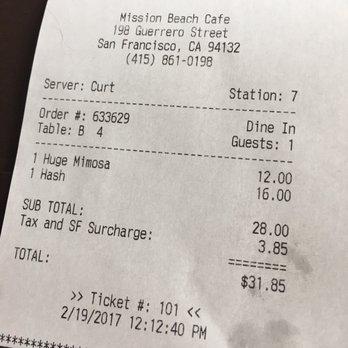 Mission Beach Cafe
198 Guerrero Street
San Francisco, CA 94132
(415) 861-0198
Server: Curt Station: 7
Order #: 633629 Dine In
Table: B 4 Guests: 1
1 Huge Mimosa 12.00
1 Hash 16.00
SUB TOTAL: 28.00
Tax and SF Surcharge: 3.85
========
TOTAL: $31.85
>> Ticket #: 101 <<
2/19/2017 12:12:40 PM